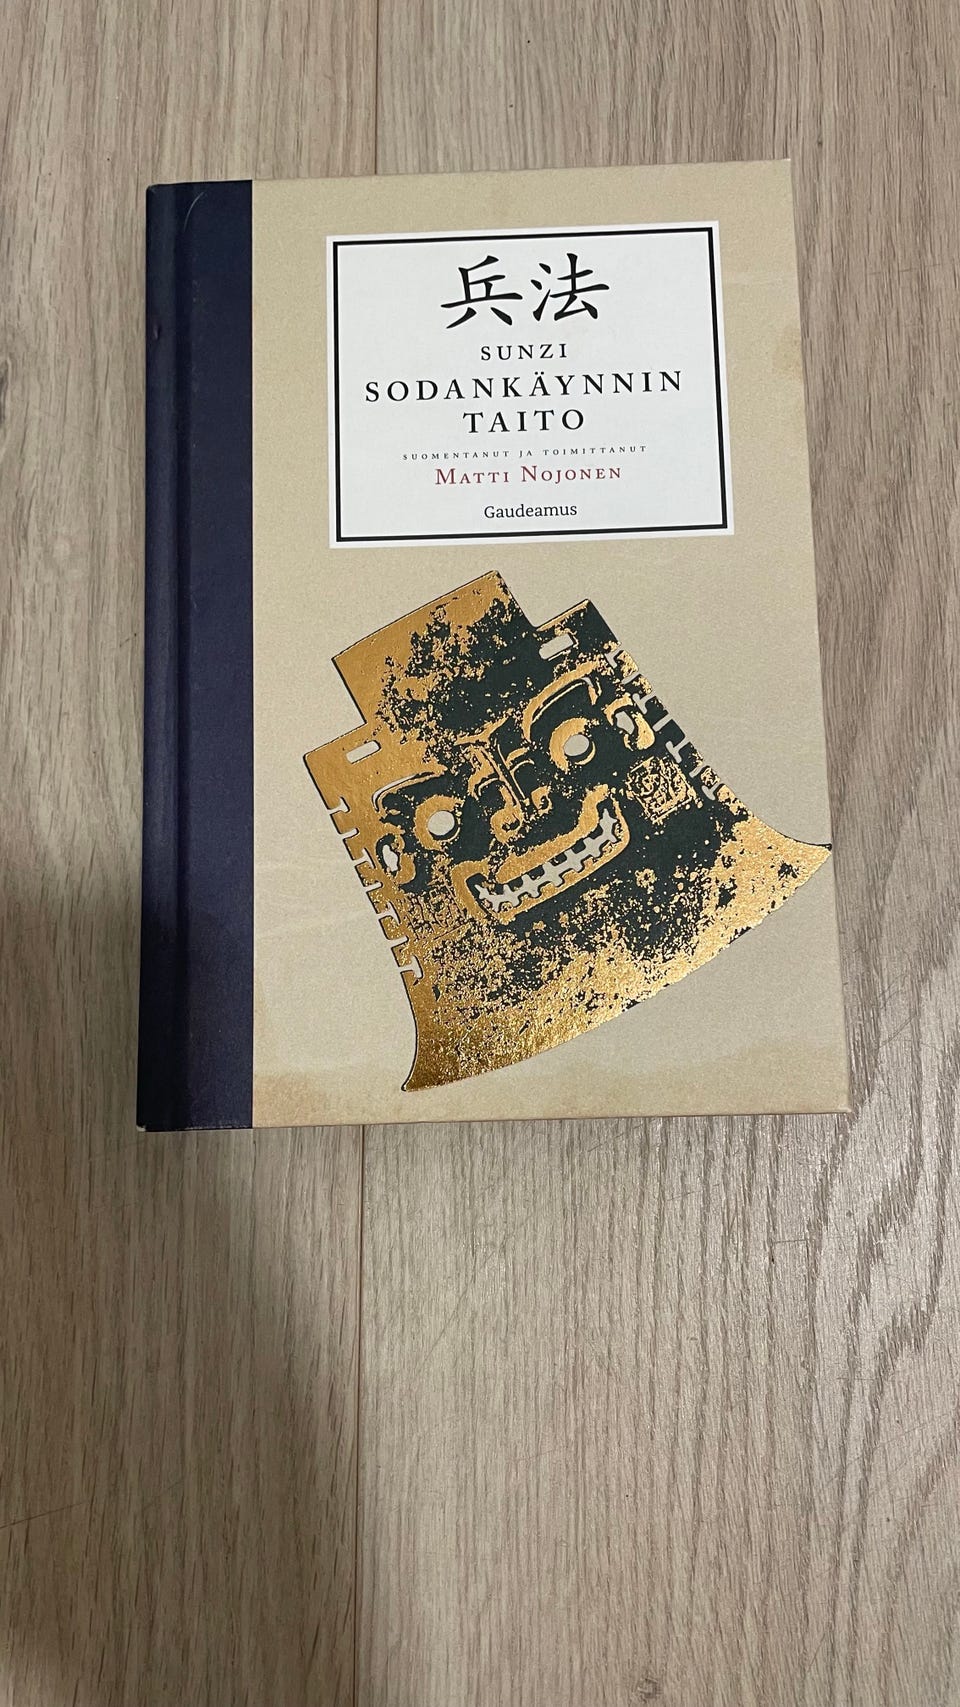 兵法
SUNZI
SODANKÄYNNIN
TAITO
SUOMENTANUT JA TOIMITTANUT
MATTI NOJONEN
Gaudeamus